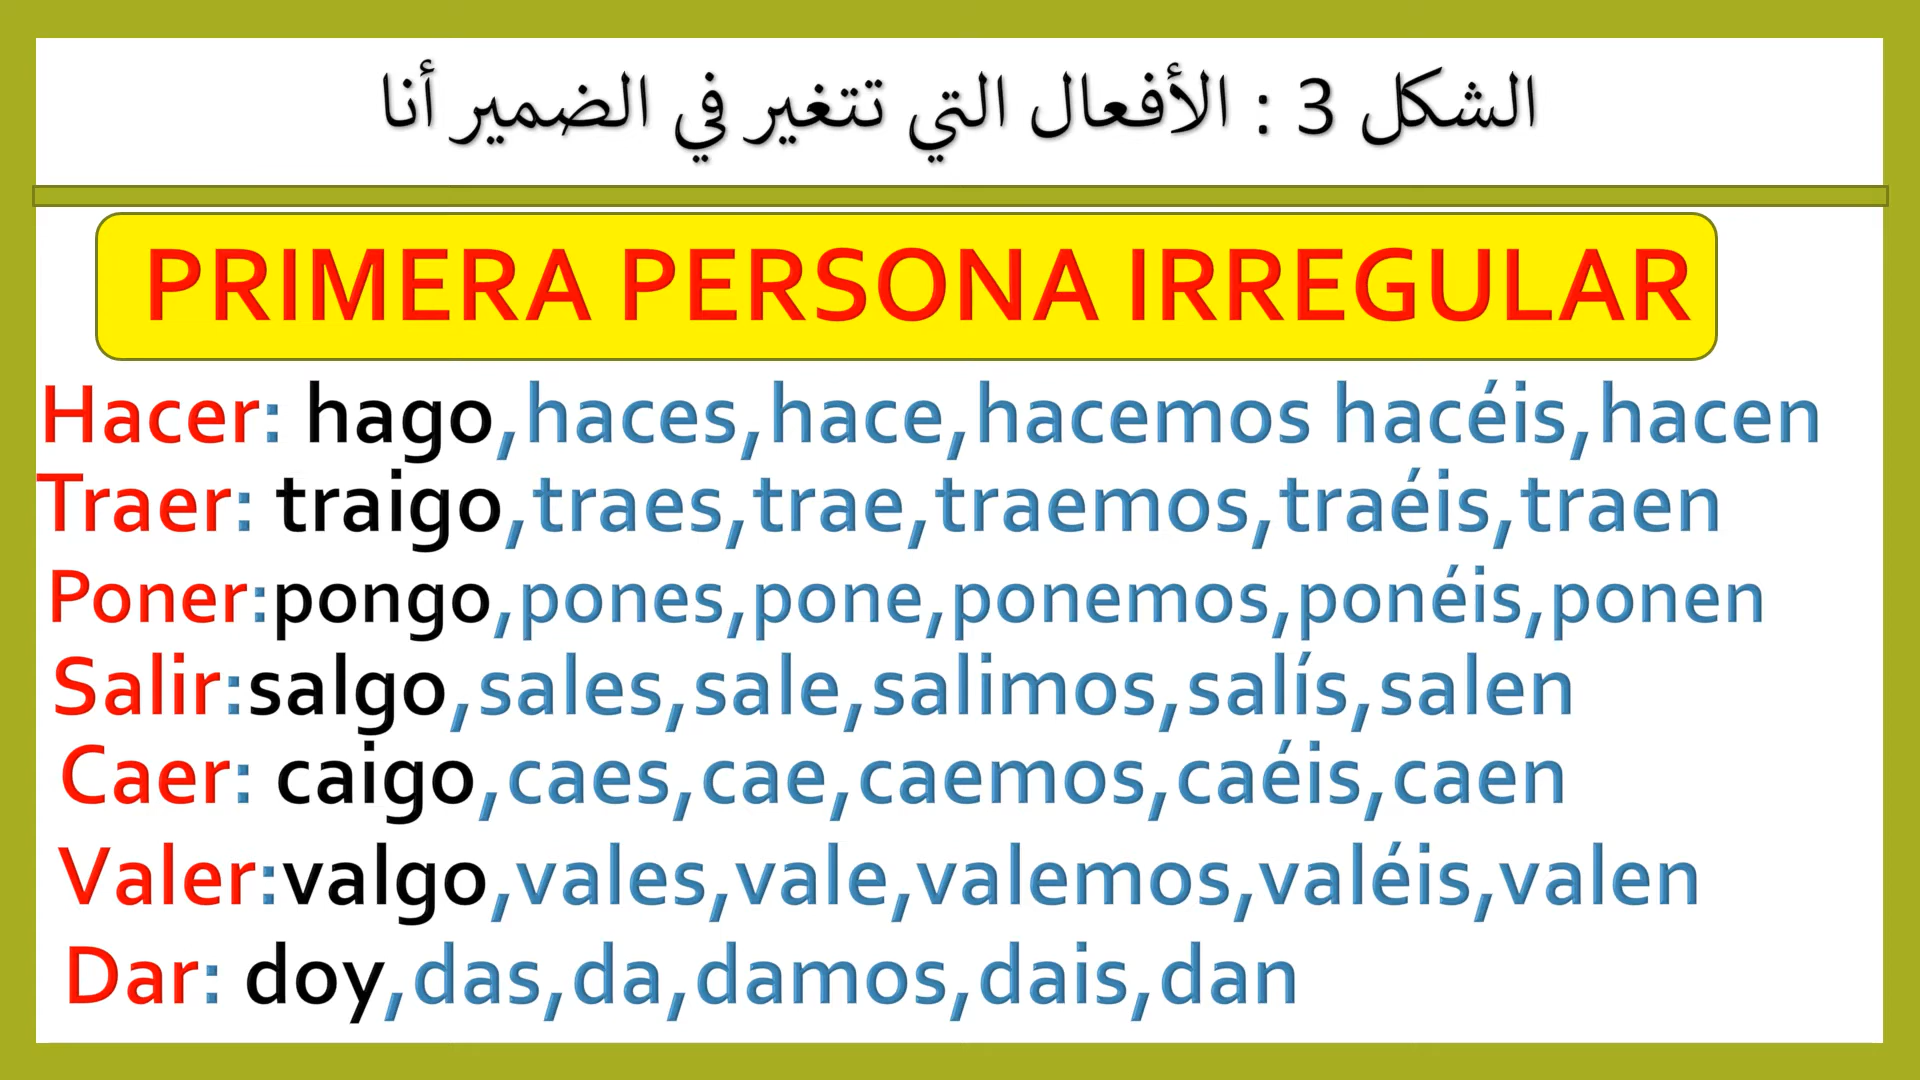 الشكل 3 : الأفعال التي تتغير في الضمير أنا
PRIMERA PERSONA IRREGULAR
Hacer: hago,haces,hace,hacemos hacéis,hacen
Traer: traigo,traes,trae,traemos,traéis,traen
Poner:pongo,pones,pone,ponemos,ponéis,ponen
Salir:salgo,sales,sale,salimos,salís,salen
Caer: caigo,caes,cae,caemos,caéis,caen
Valer:valgo,vales,vale,valemos,valéis,valen
Dar: doy,das,da,damos,dais,dan